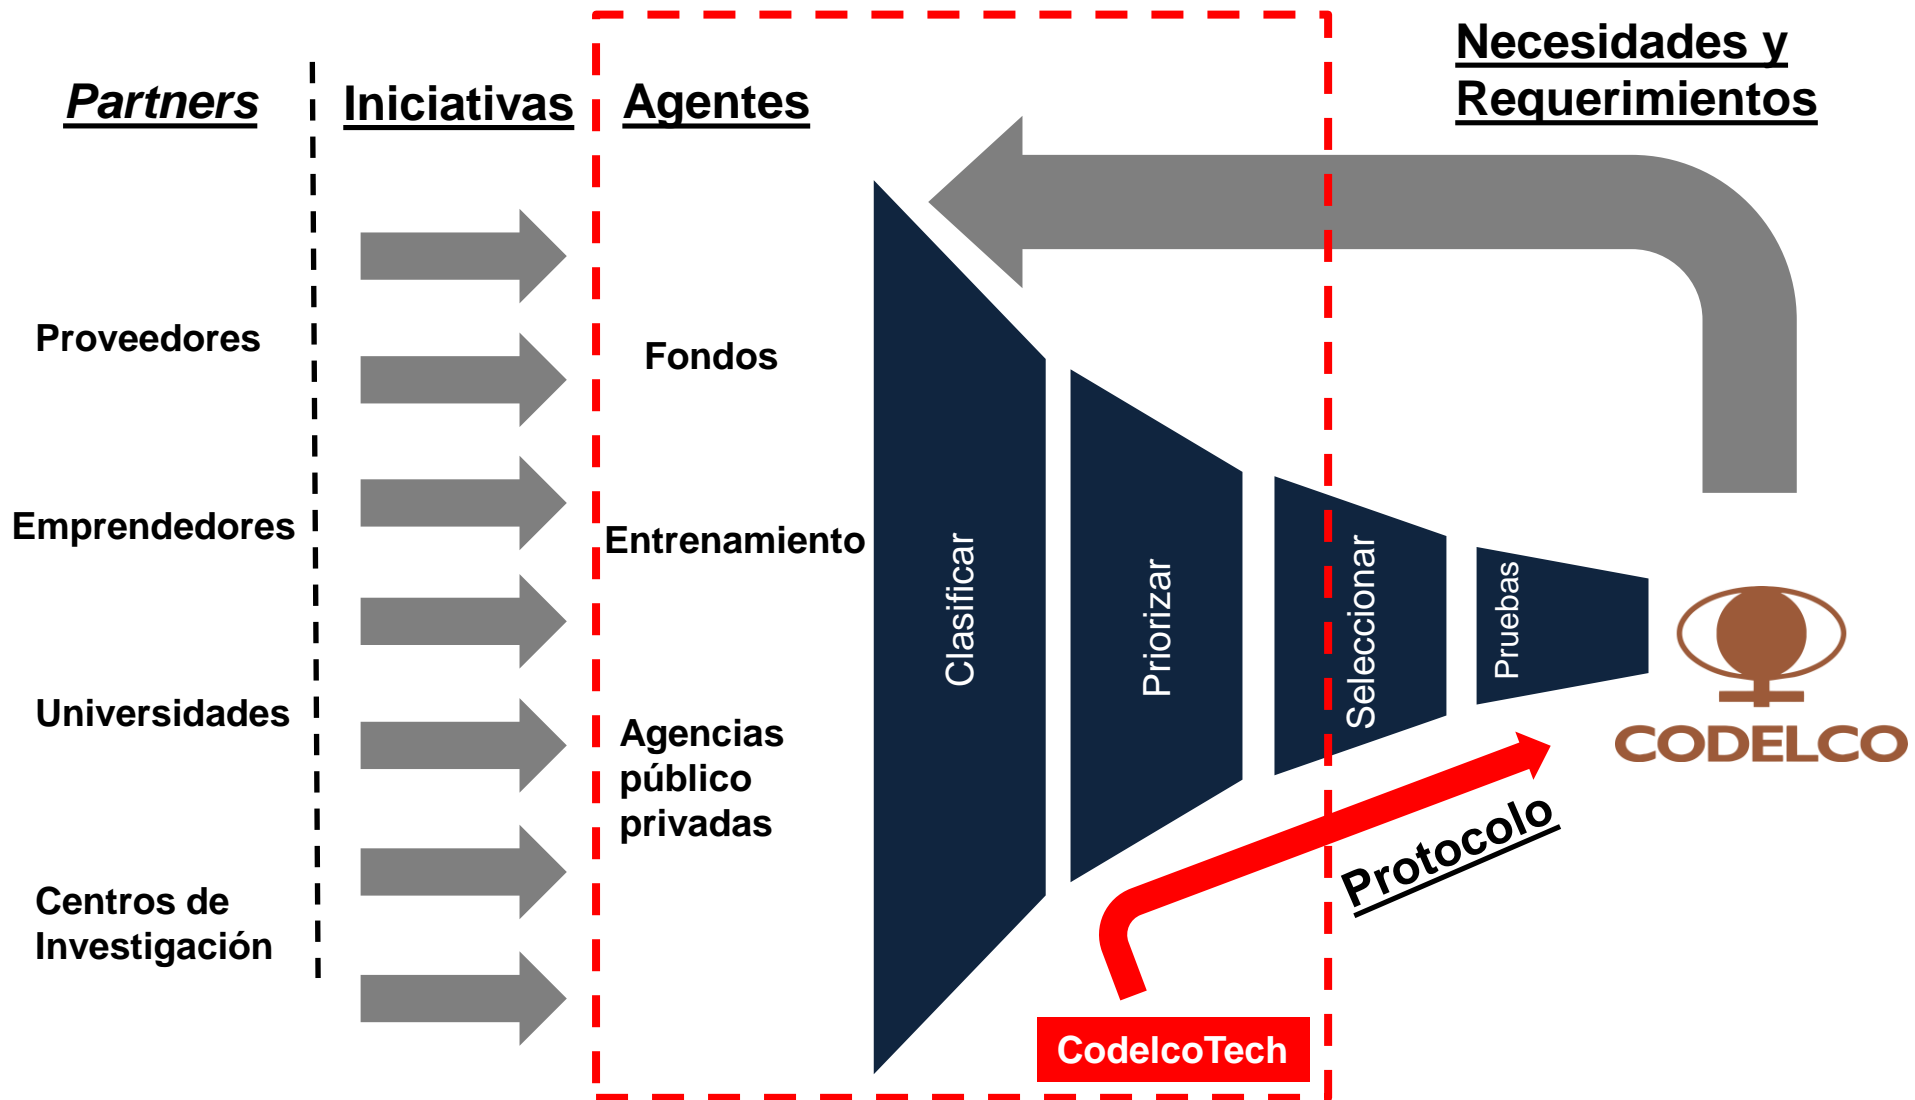 Partners
Iniciativas
Agentes
Necesidades y
Requerimientos
Proveedores
Emprendedores
Universidades
Centros de
Investigación
Fondos
Entrenamiento
Agencias
público
privadas
Clasificar
Priorizar
Seleccionar
Pruebas
CODELCO
Protocolo
CodelcoTech